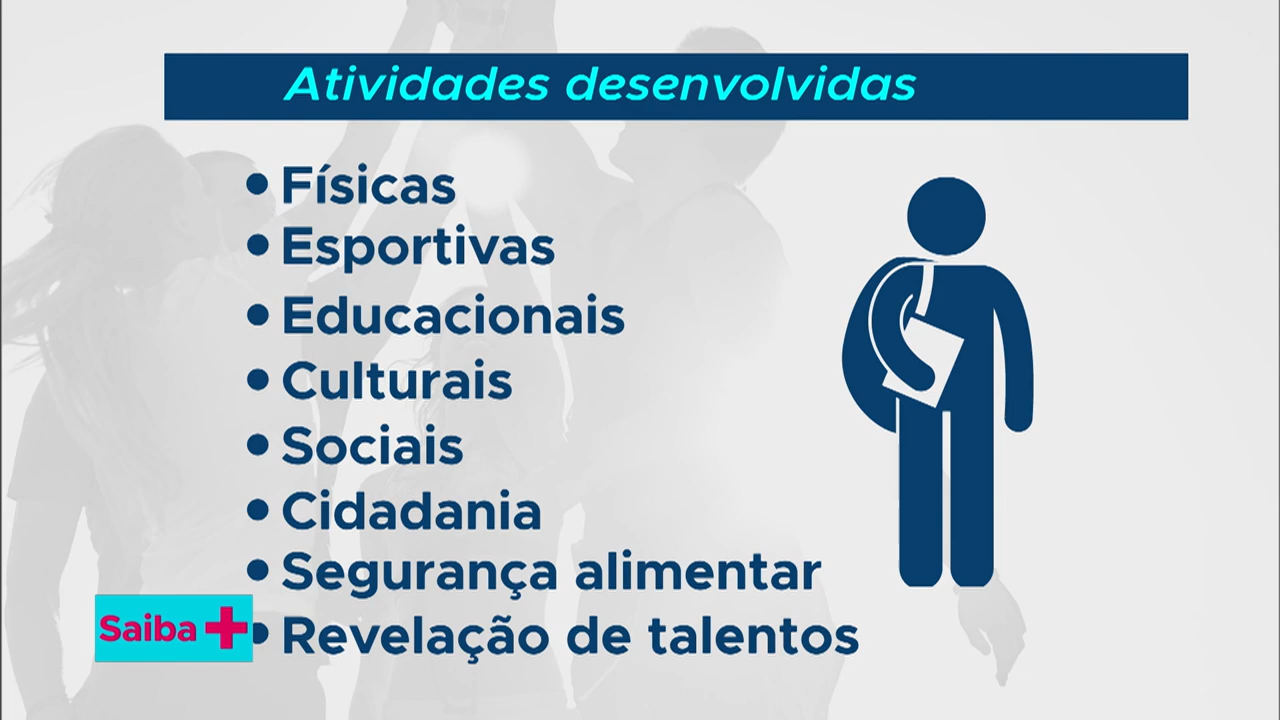 Atividades desenvolvidas
• Físicas
• Esportivas
• Educacionais
• Culturais
• Sociais
• Cidadania
• Segurança alimentar
• Revelação de talentos
Saiba +